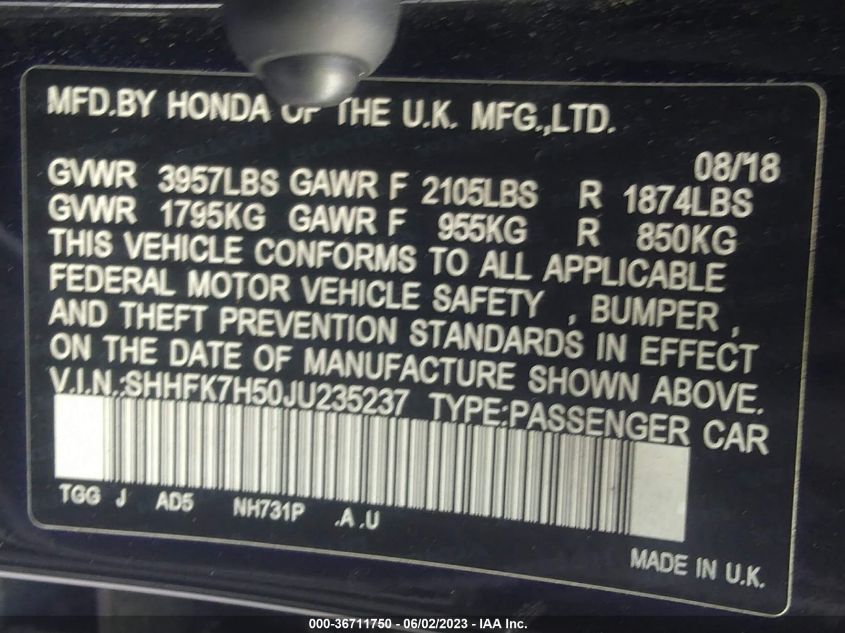 MFD.BY HONDA OF THE U.K. MFG.,LTD.
08/18
GVWR 3957LBS GAWR F 2105LBS R 1874LBS
GVWR 1795KG GAWR F 955KG R 850KG
THIS VEHICLE CONFORMS TO ALL APPLICABLE
FEDERAL MOTOR VEHICLE SAFETY , BUMPER ,
AND THEFT PREVENTION STANDARDS IN EFFECT
ON THE DATE OF MANUFACTURE SHOWN ABOVE.
V.I.N.:SHHFK7H50JU235237 TYPE:PASSENGER CAR
TGG J AD5 NH731P .A .U
MADE IN U.K.
000-36711750 - 06/02/2023 - IAA Inc.